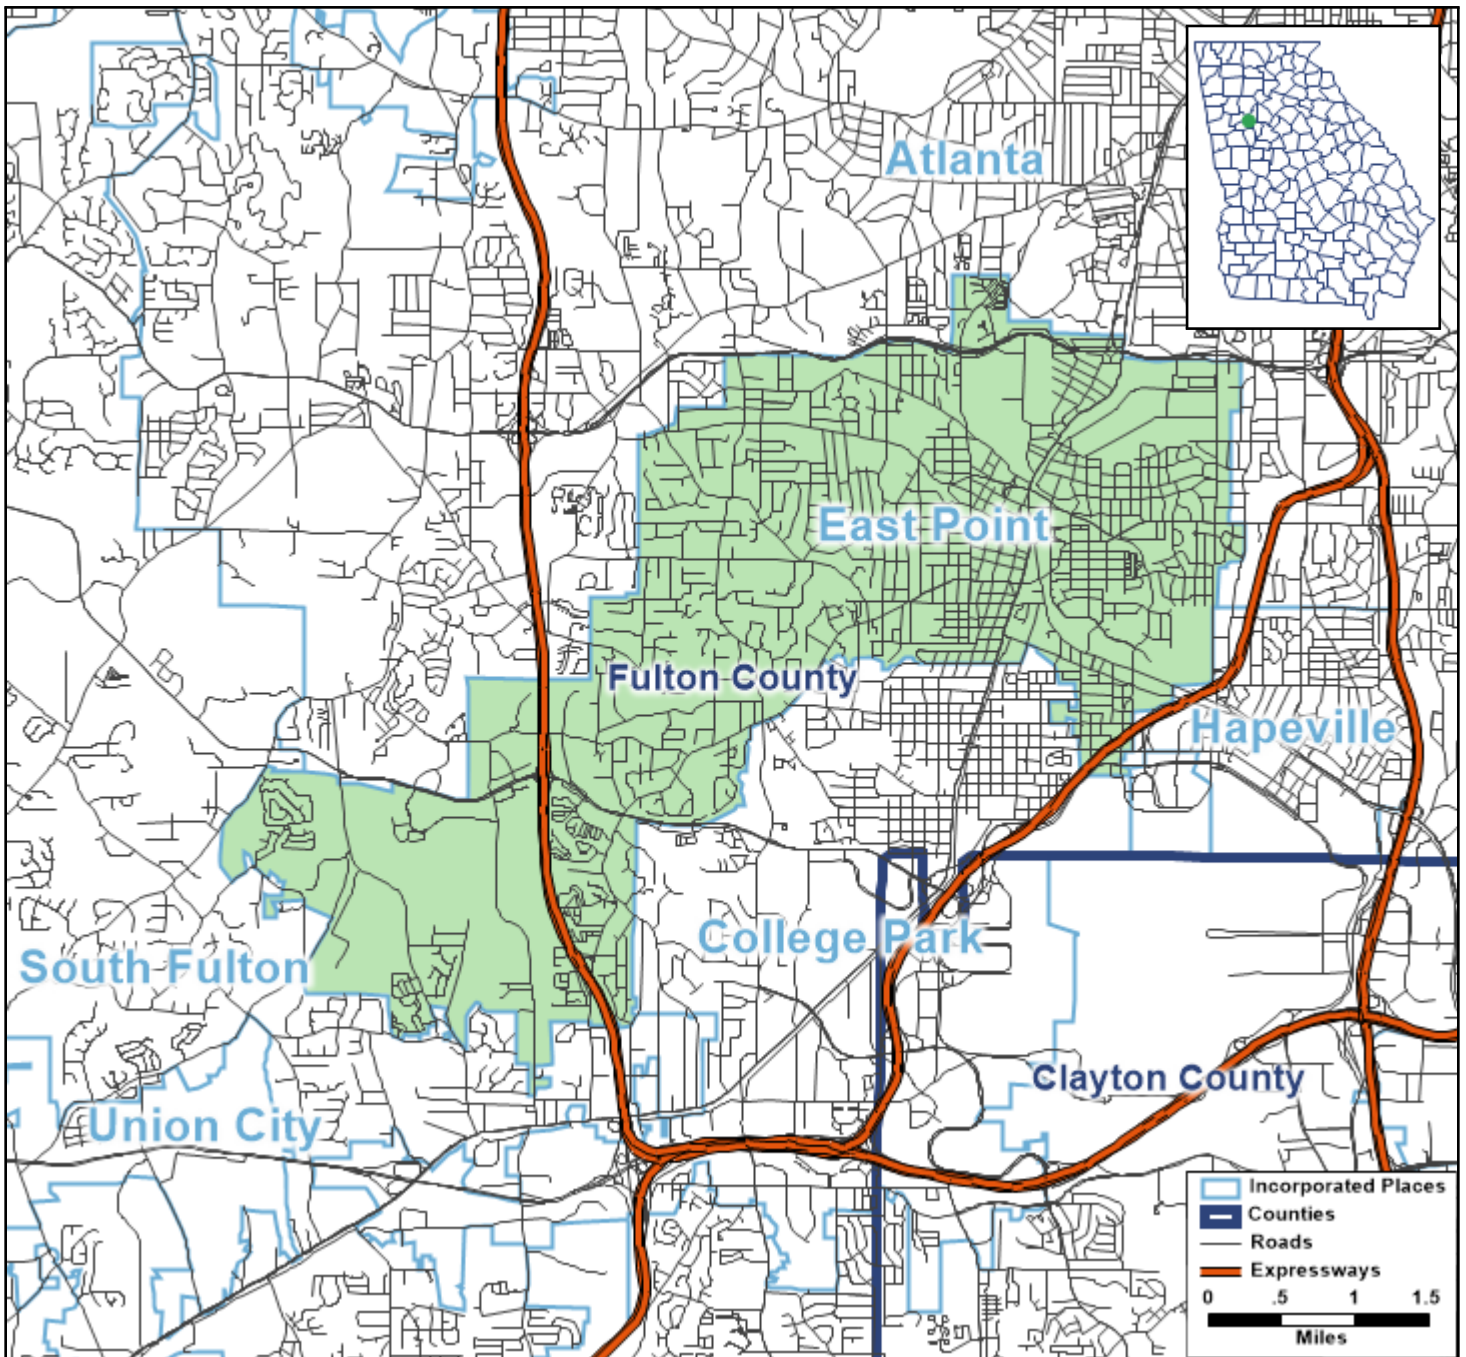 Atlanta
East Point
Fulton County
Hapeville
College Park
South Fulton
Clayton County
Union City
Incorporated Places
Counties
Roads
Expressways
0 .5 1 1.5
Miles